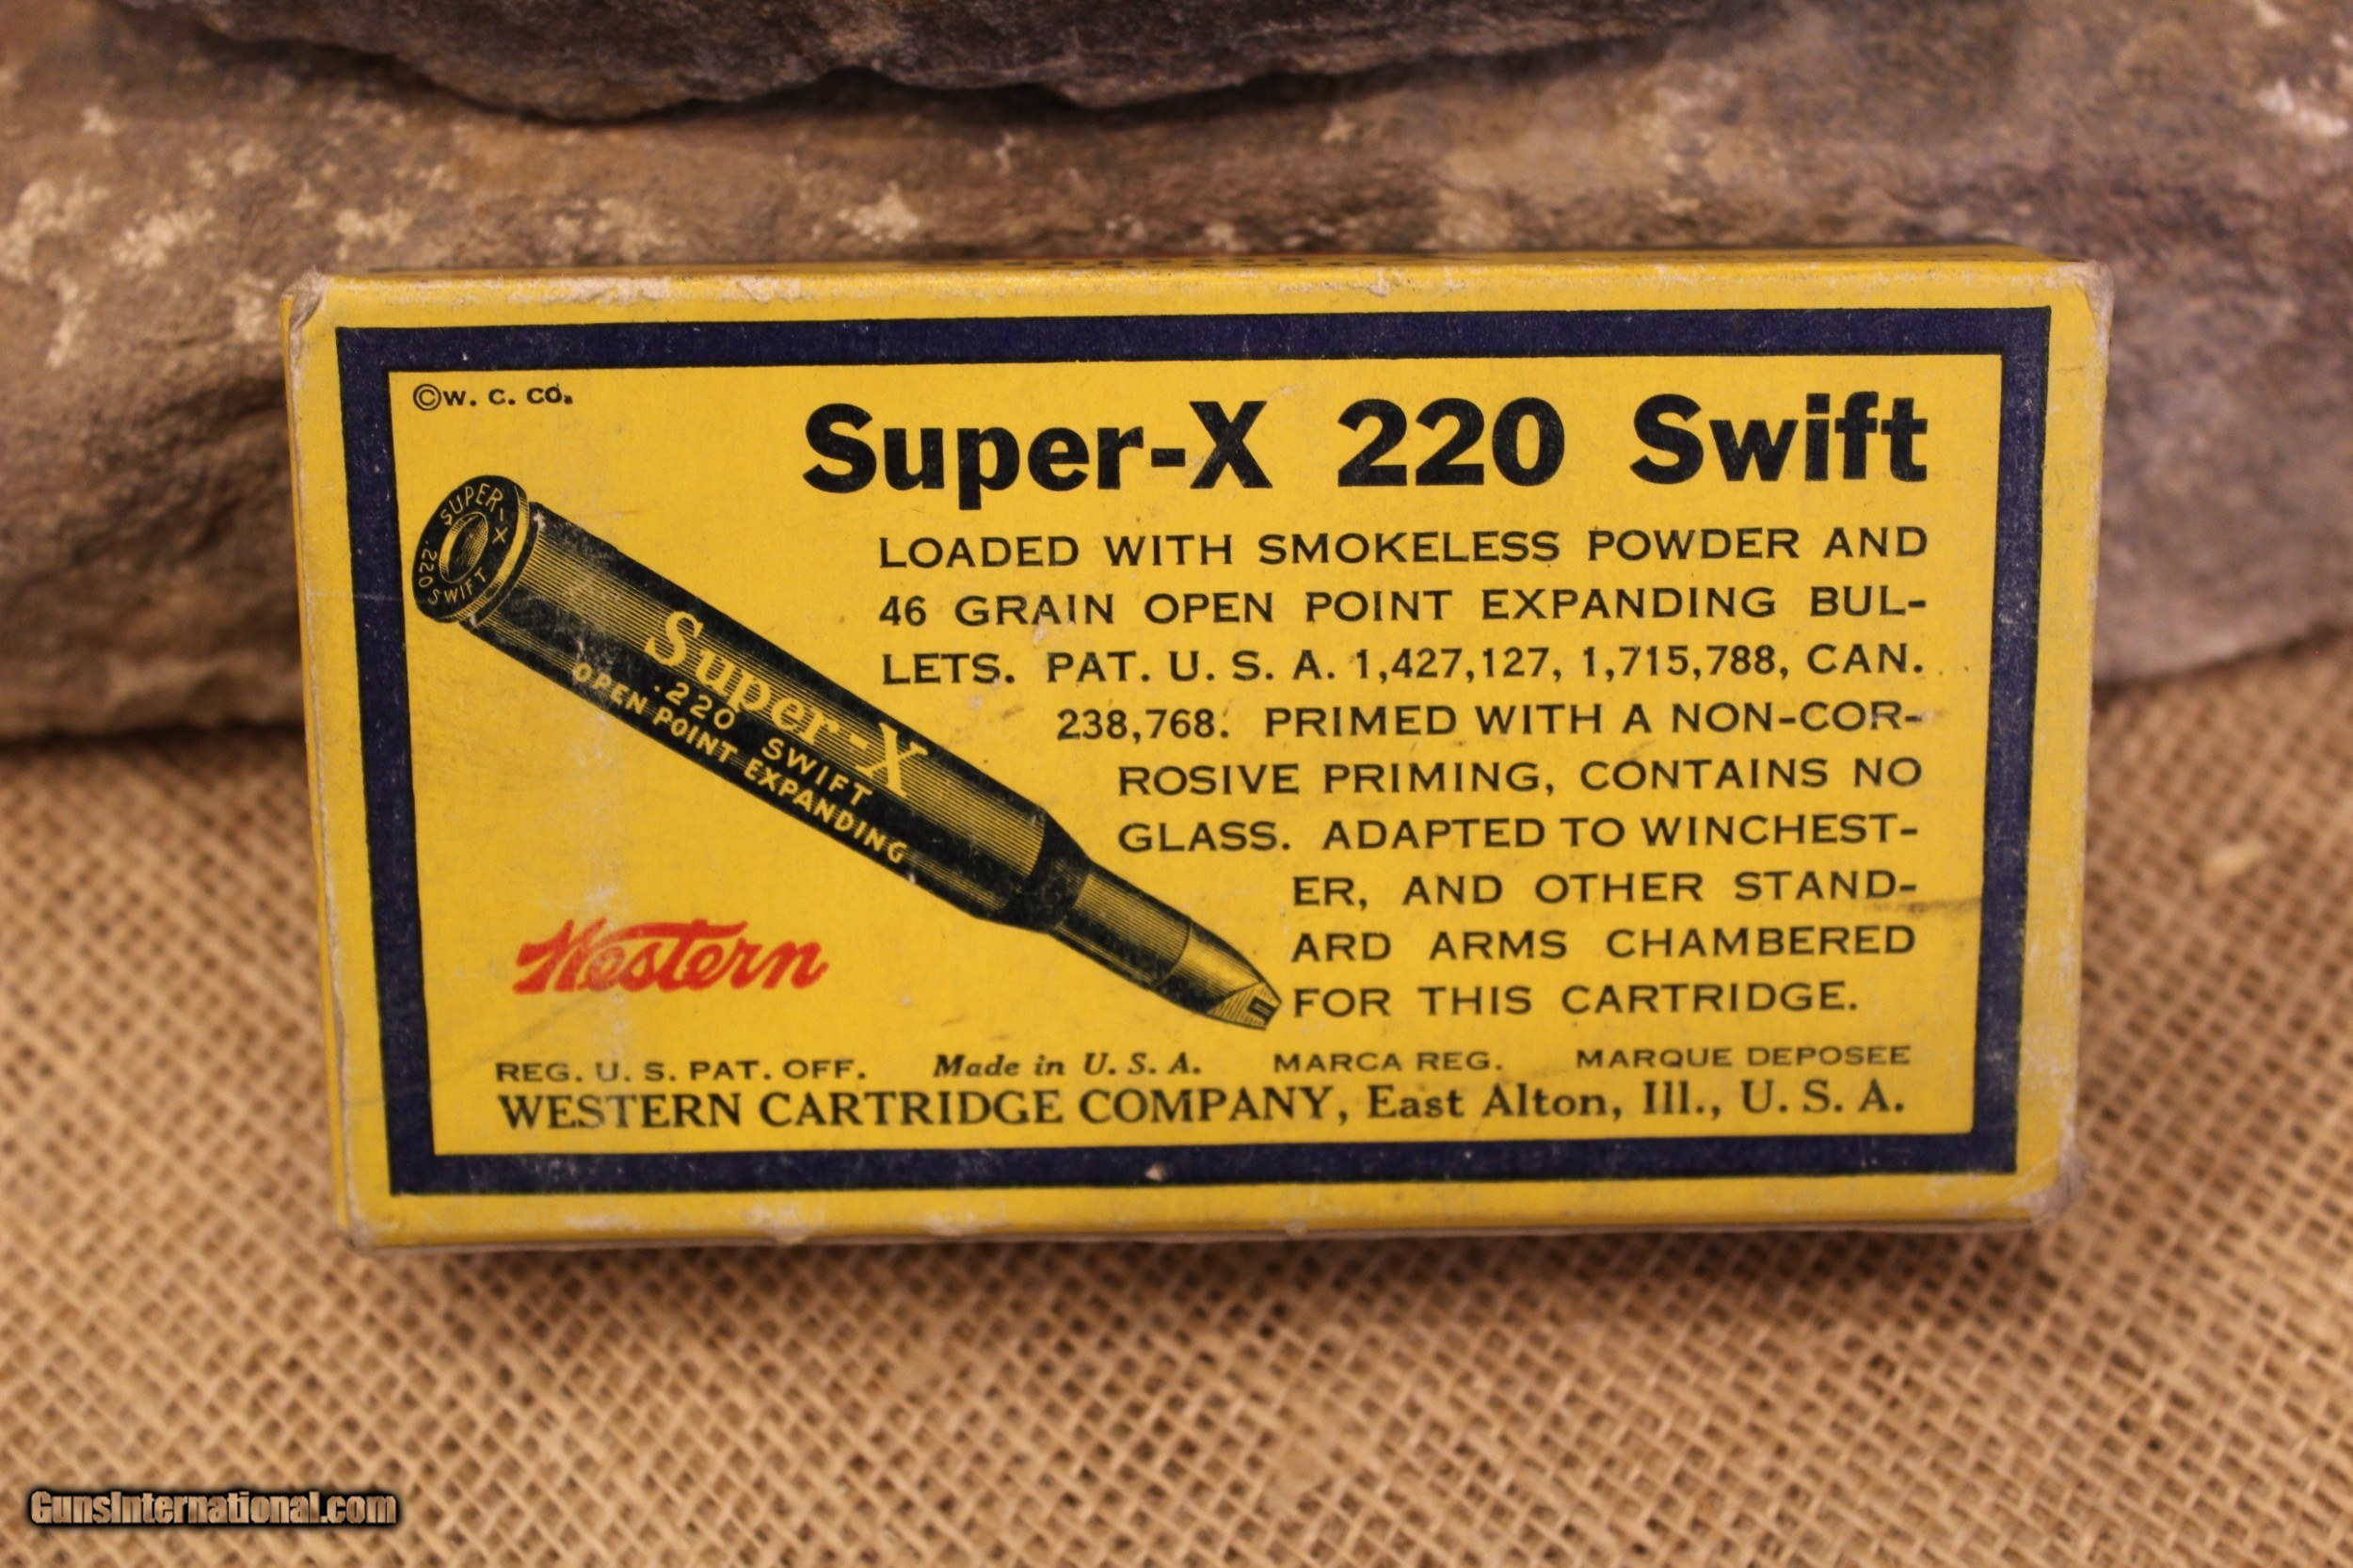 ©W. C. CO.
Super-X 220 Swift
LOADED WITH SMOKELESS POWDER AND
46 GRAIN OPEN POINT EXPANDING BUL-
LETS. PAT. U. S. A. 1,427,127, 1,715,788, CAN.
238,768. PRIMED WITH A NON-COR-
ROSIVE PRIMING, CONTAINS NO
GLASS. ADAPTED TO WINCHEST-
ER, AND OTHER STAND-
ARD ARMS CHAMBERED
FOR THIS CARTRIDGE.
SUPER-X
.220 SWIFT
Super-X
.220 SWIFT
OPEN POINT EXPANDING
Western
REG. U. S. PAT. OFF. Made in U. S. A. MARCA REG. MARQUE DEPOSEE
WESTERN CARTRIDGE COMPANY, East Alton, Ill., U. S. A.
GunsInternational.com